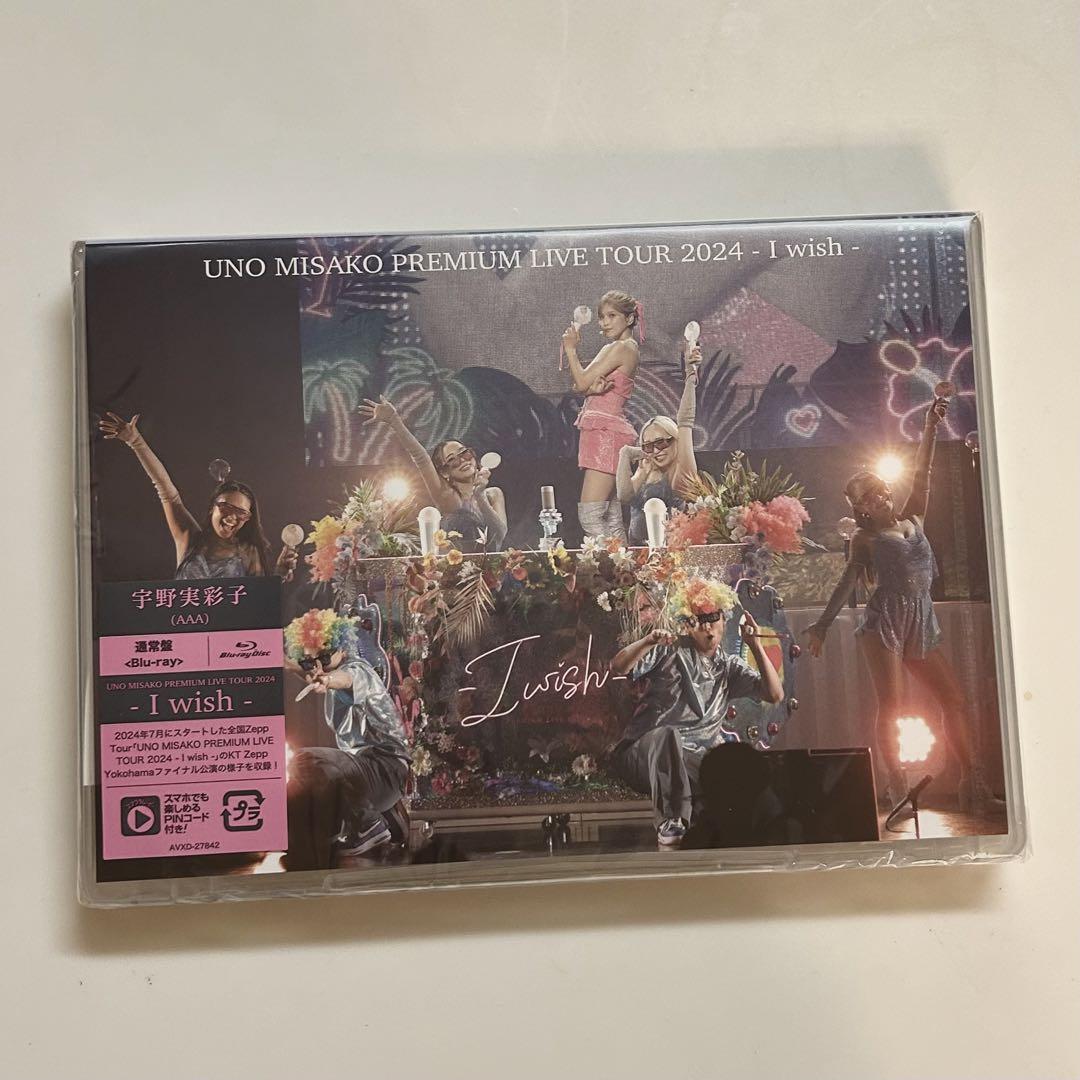 UNO MISAKO PREMIUM LIVE TOUR 2024 - I wish -
- I wish -
宇野実彩子
(AAA)
通常盤
<Blu-ray>
Blu-ray Disc
UNO MISAKO PREMIUM LIVE TOUR 2024
- I wish -
2024年7月にスタートした全国Zepp
Tour「UNO MISAKO PREMIUM LIVE
TOUR 2024 - I wish -」のKT Zepp
Yokohamaファイナル公演の様子を収録！
スマホでも
楽しめる
PINコード
付き!
プラ
AVXD-27842